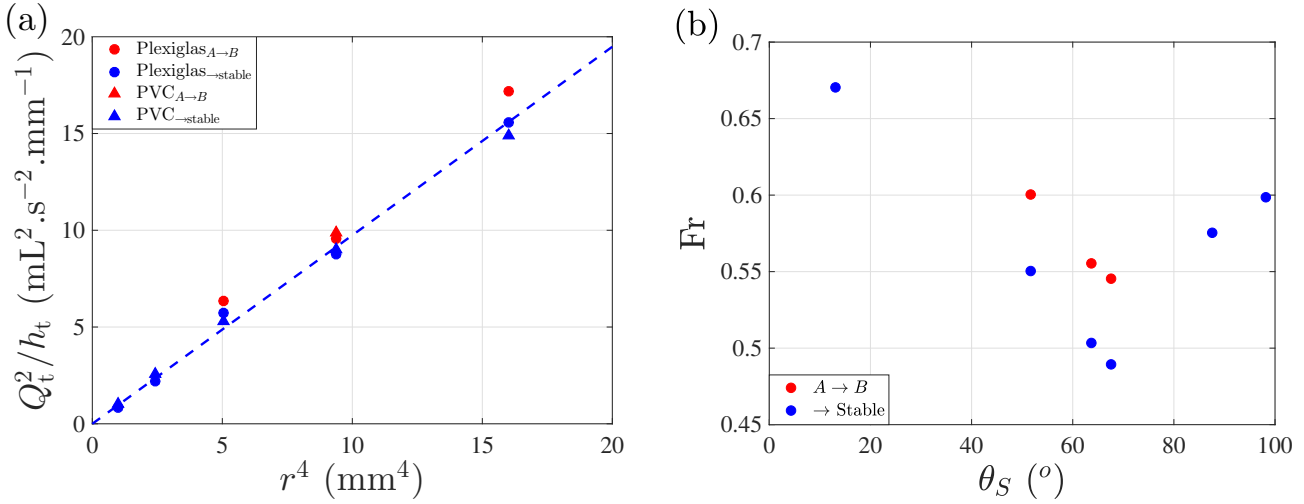 (a)
20
15
10
5
0
0 5 10 15 20
Q_t^2/h_t (mL^2.s^−2.mm^−1)
r^4 (mm^4)
Plexiglas_A→B
Plexiglas_→stable
PVC_A→B
PVC_→stable
(b)
0.7
0.65
0.6
0.55
0.5
0.45
0 20 40 60 80 100
Fr
θ_S (^o)
A → B
→ Stable